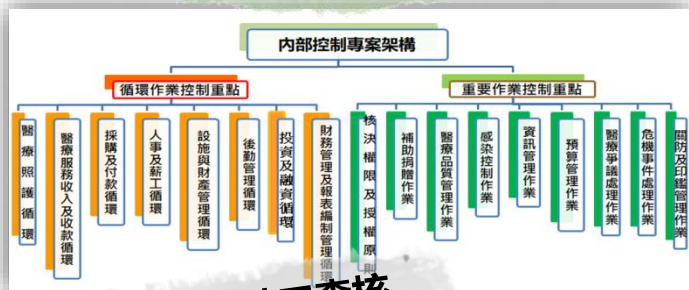 內部控制專案架構
循環作業控制重點
重要作業控制重點
醫療照護循環
醫療服務收入及收款循環
採購及付款循環
人事及薪工循環
設施與財產管理循環
後勤管理循環
投資及融資循環
財務管理及報表編制管理循環
核決權限及授權原則
補助捐贈作業
醫療品質管理作業
感染控制作業
資訊管理作業
預算管理作業
醫療爭議處理作業
危機事件處理作業
關防及印鑑管理作業
查核